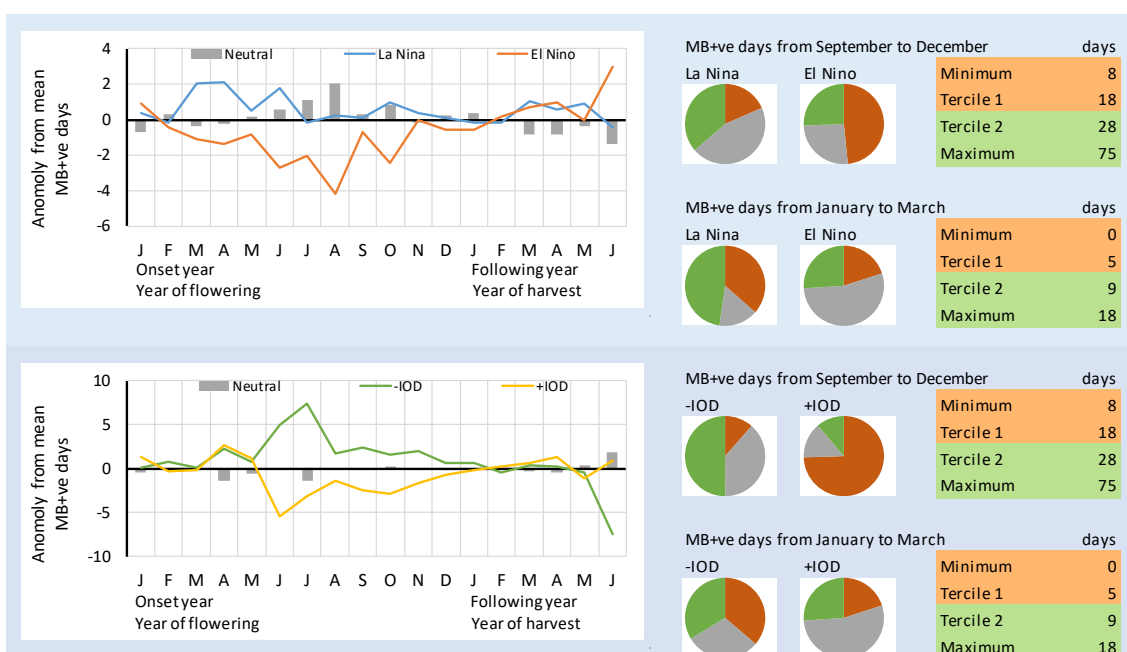 Neutral La Nina El Nino
Anomoly from mean
MB+ve days
4
2
0
-2
-4
-6
J F M A M J J A S O N D J F M A M J
Onset year Following year
Year of flowering Year of harvest
MB+ve days from September to December days
La Nina El Nino
Minimum 8
Tercile 1 18
Tercile 2 28
Maximum 75
MB+ve days from January to March days
La Nina El Nino
Minimum 0
Tercile 1 5
Tercile 2 9
Maximum 18
Neutral -IOD +IOD
Anomoly from mean
MB+ve days
10
5
0
-5
-10
J F M A M J J A S O N D J F M A M J
Onset year Following year
Year of flowering Year of harvest
MB+ve days from September to December days
-IOD +IOD
Minimum 8
Tercile 1 18
Tercile 2 28
Maximum 75
MB+ve days from January to March days
-IOD +IOD
Minimum 0
Tercile 1 5
Tercile 2 9
Maximum 18